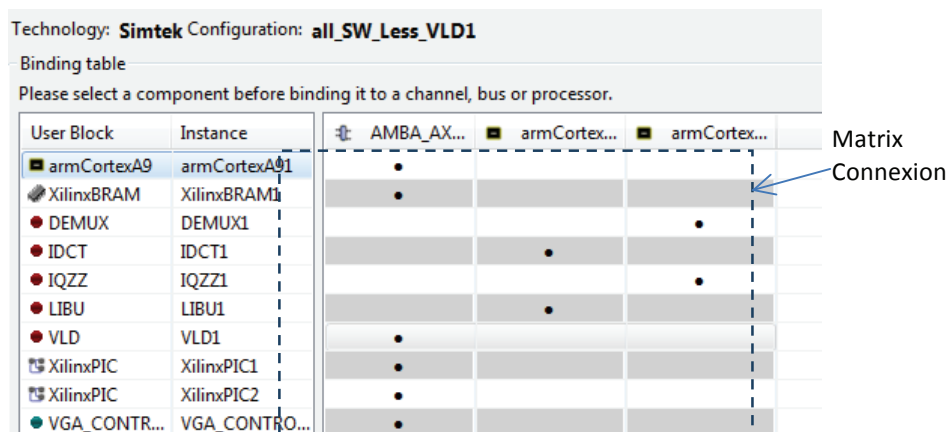 Technology: Simtek Configuration: all_SW_Less_VLD1
Binding table
Please select a component before binding it to a channel, bus or processor.
User Block Instance AMBA_AX... armCortex... armCortex...
armCortexA9 armCortexA91
XilinxBRAM XilinxBRAM1
DEMUX DEMUX1
IDCT IDCT1
IQZZ IQZZ1
LIBU LIBU1
VLD VLD1
XilinxPIC XilinxPIC1
XilinxPIC XilinxPIC2
VGA_CONTR... VGA_CONTRO...
Matrix
Connexion